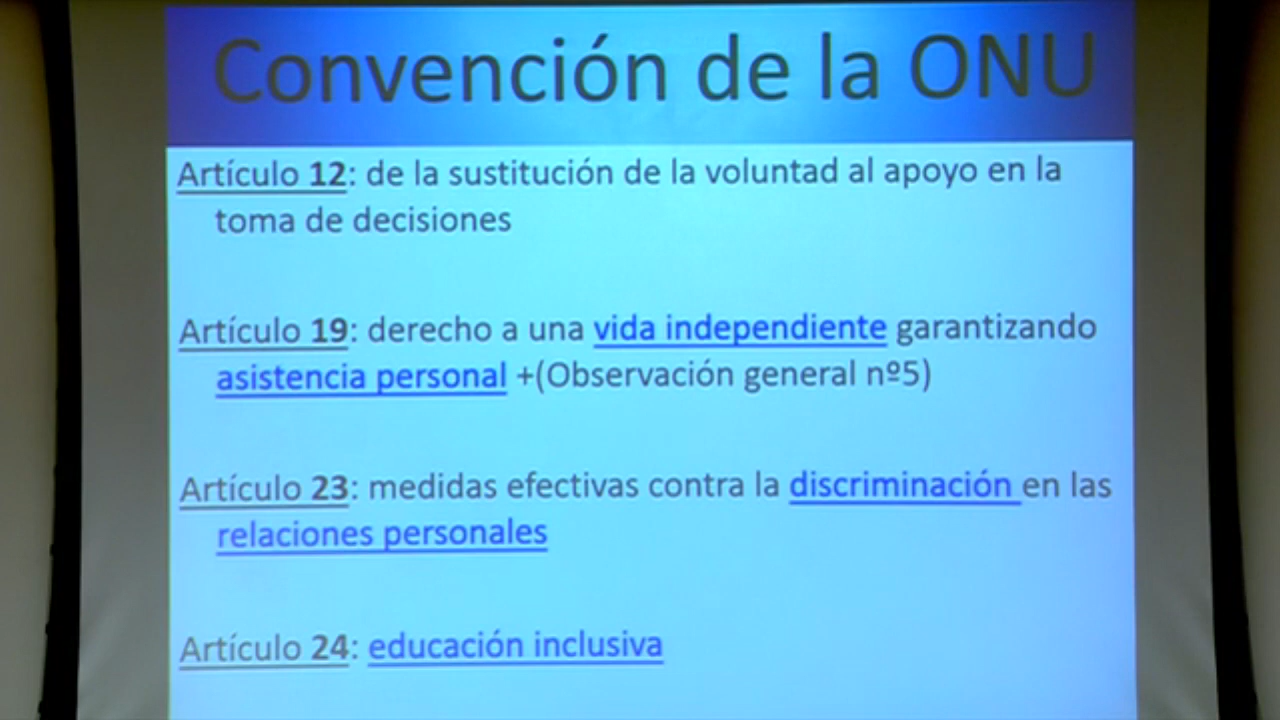 Convención de la ONU
Artículo 12: de la sustitución de la voluntad al apoyo en la
toma de decisiones
Artículo 19: derecho a una vida independiente garantizando
asistencia personal +(Observación general nº5)
Artículo 23: medidas efectivas contra la discriminación en las
relaciones personales
Artículo 24: educación inclusiva